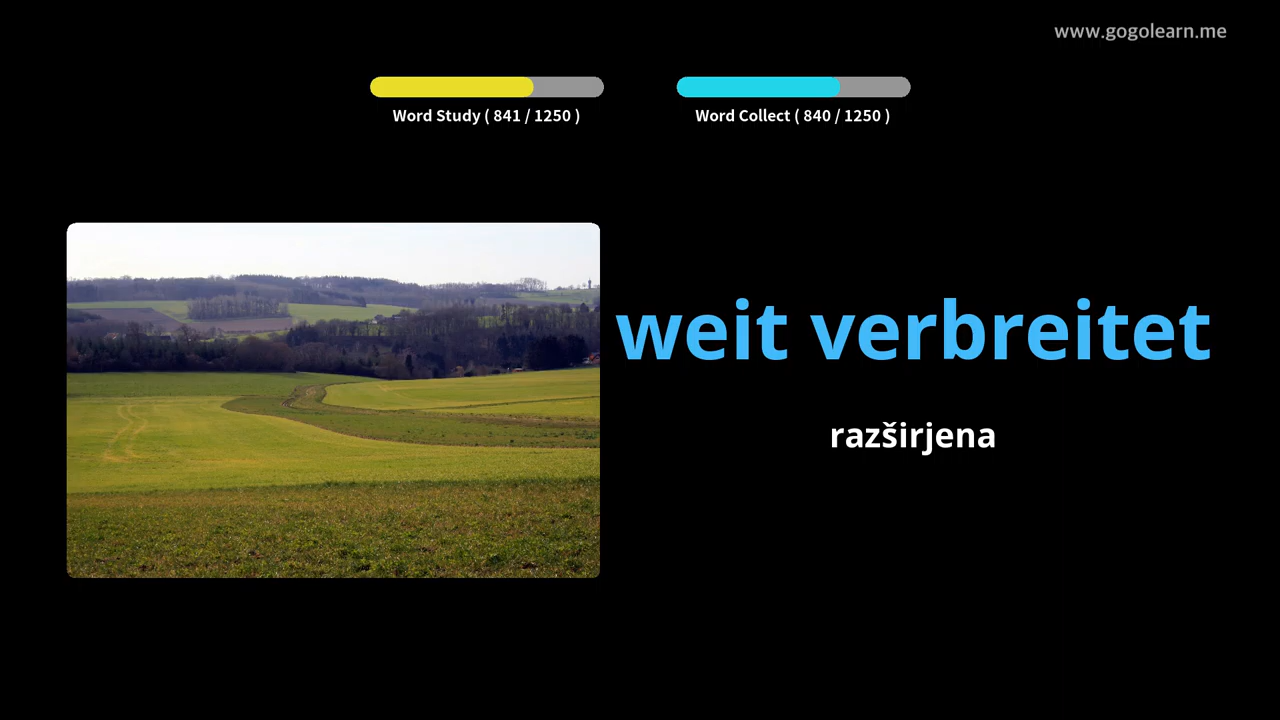 www.gogolearn.me
Word Study ( 841 / 1250 )
Word Collect ( 840 / 1250 )
weit verbreitet
razširjena